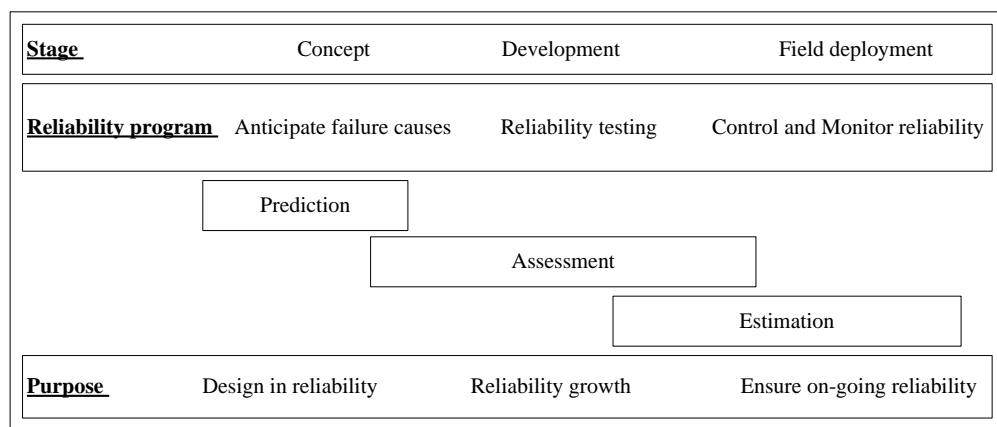 Stage Concept Development Field deployment
Reliability program Anticipate failure causes Reliability testing Control and Monitor reliability
Prediction
Assessment
Estimation
Purpose Design in reliability Reliability growth Ensure on-going reliability